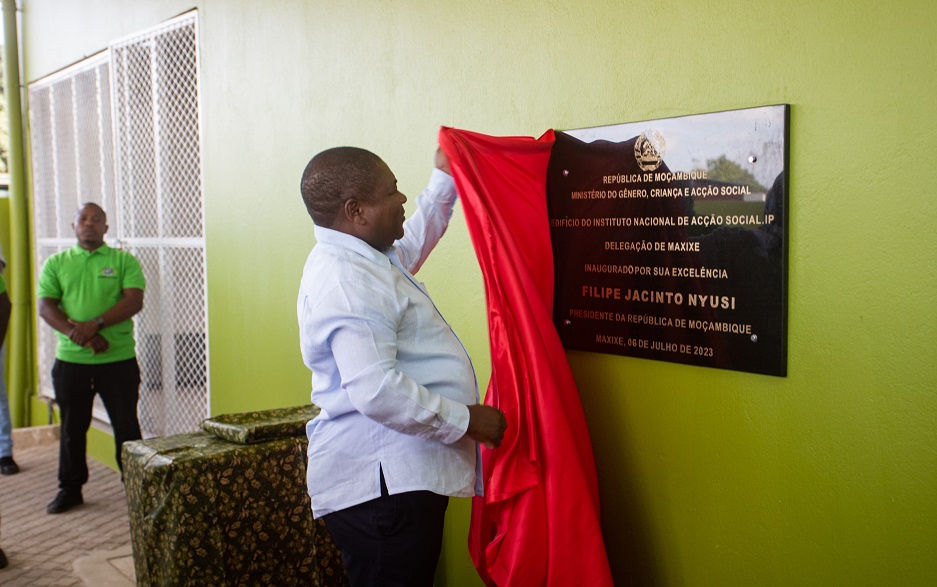 REPÚBLICA DE MOÇAMBIQUE
MINISTÉRIO DO GÉNERO, CRIANÇA E ACÇÃO SOCIAL
EDIFÍCIO DO INSTITUTO NACIONAL DE ACÇÃO SOCIAL.IP
DELEGAÇÃO DE MAXIXE
INAUGURADO POR SUA EXCELÊNCIA
FILIPE JACINTO NYUSI
PRESIDENTE DA REPÚBLICA DE MOÇAMBIQUE
MAXIXE, 06 DE JULHO DE 2023